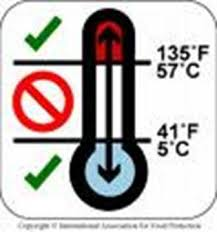 135°F
57°C
41°F
5°C
Copyright © International Association for Food Protection